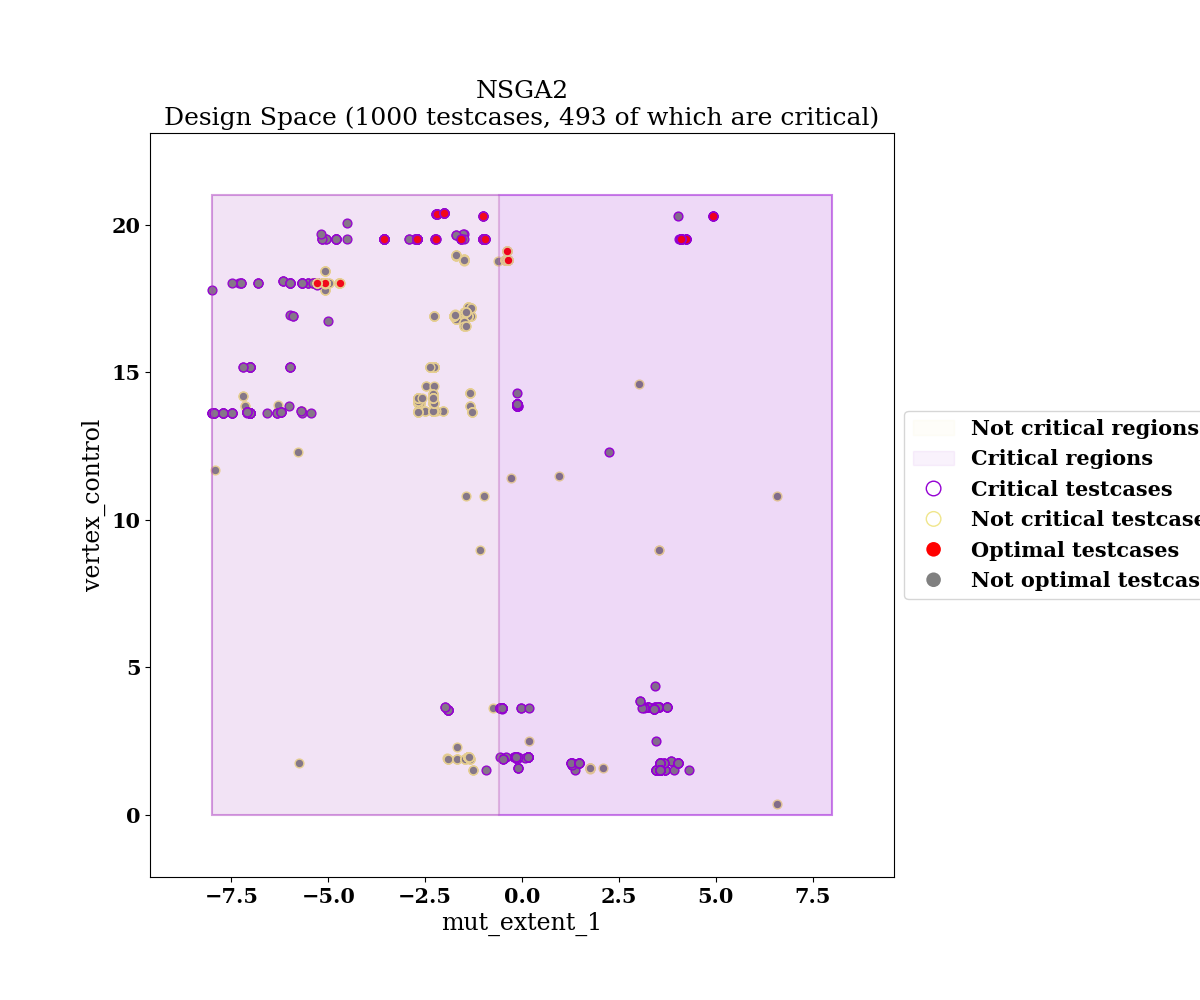 NSGA2
Design Space (1000 testcases, 493 of which are critical)
20
15
10
5
0
vertex_control
−7.5
−5.0
−2.5
0.0
2.5
5.0
7.5
mut_extent_1
Not critical regions
Critical regions
Critical testcases
Not critical testcase
Optimal testcases
Not optimal testcas